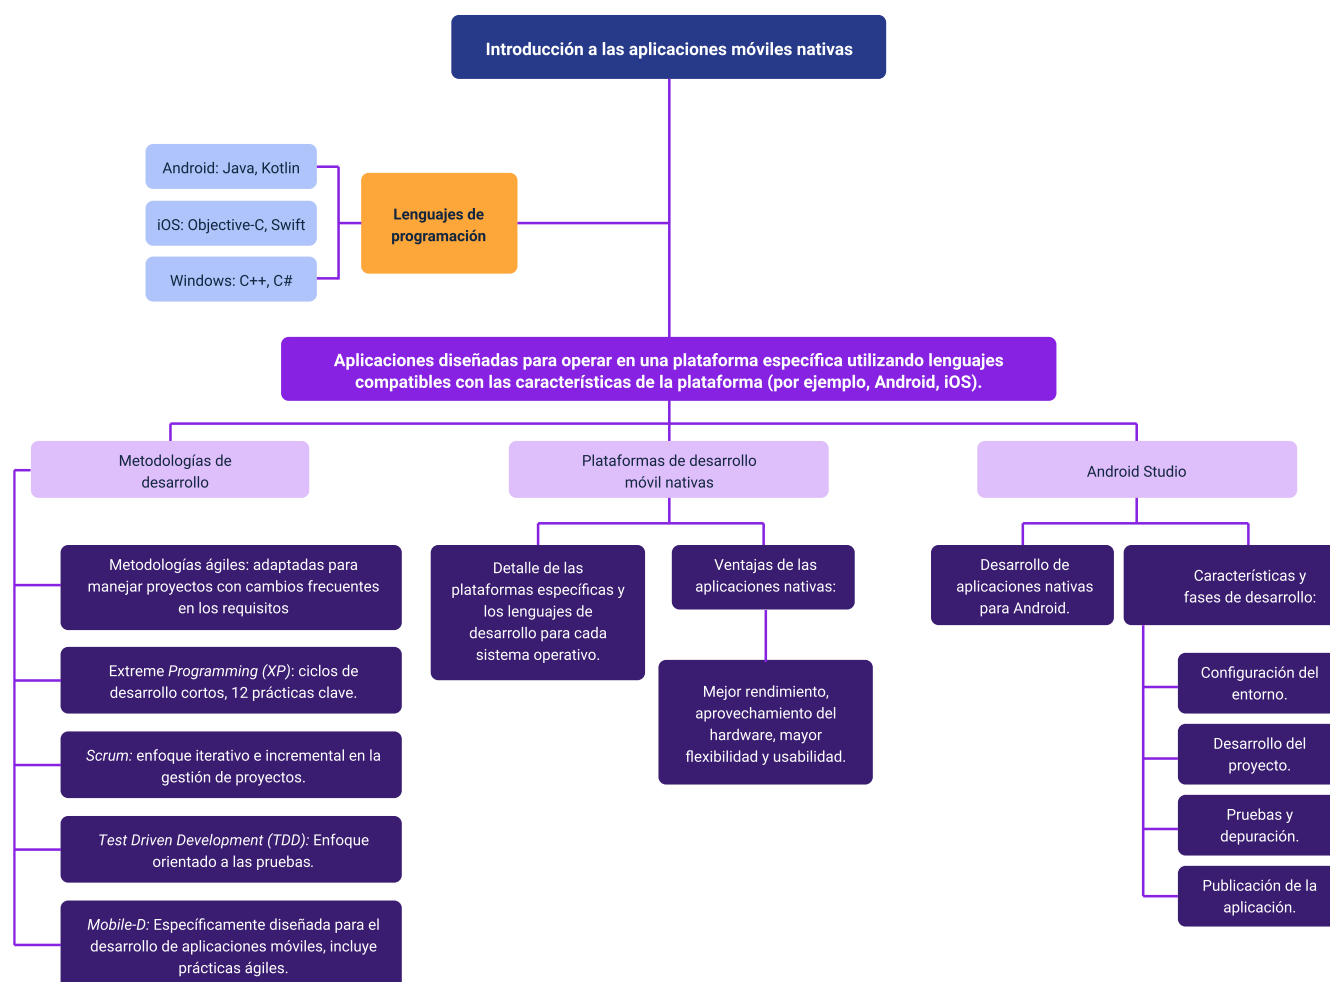 Introducción a las aplicaciones móviles nativas
Android: Java, Kotlin
iOS: Objective-C, Swift
Windows: C++, C#
Lenguajes de
programación
Aplicaciones diseñadas para operar en una plataforma específica utilizando lenguajes
compatibles con las características de la plataforma (por ejemplo, Android, iOS).
Metodologías de
desarrollo
Metodologías ágiles: adaptadas para
manejar proyectos con cambios frecuentes
en los requisitos
Extreme Programming (XP): ciclos de
desarrollo cortos, 12 prácticas clave.
Scrum: enfoque iterativo e incremental en la
gestión de proyectos.
Test Driven Development (TDD): Enfoque
orientado a las pruebas.
Mobile-D: Específicamente diseñada para el
desarrollo de aplicaciones móviles, incluye
prácticas ágiles.
Plataformas de desarrollo
móvil nativas
Detalle de las
plataformas específicas y
los lenguajes de
desarrollo para cada
sistema operativo.
Ventajas de las
aplicaciones nativas:
Mejor rendimiento,
aprovechamiento del
hardware, mayor
flexibilidad y usabilidad.
Android Studio
Desarrollo de
aplicaciones nativas
para Android.
Características y
fases de desarrollo:
Configuración del
entorno.
Desarrollo del
proyecto.
Pruebas y
depuración.
Publicación de la
aplicación.